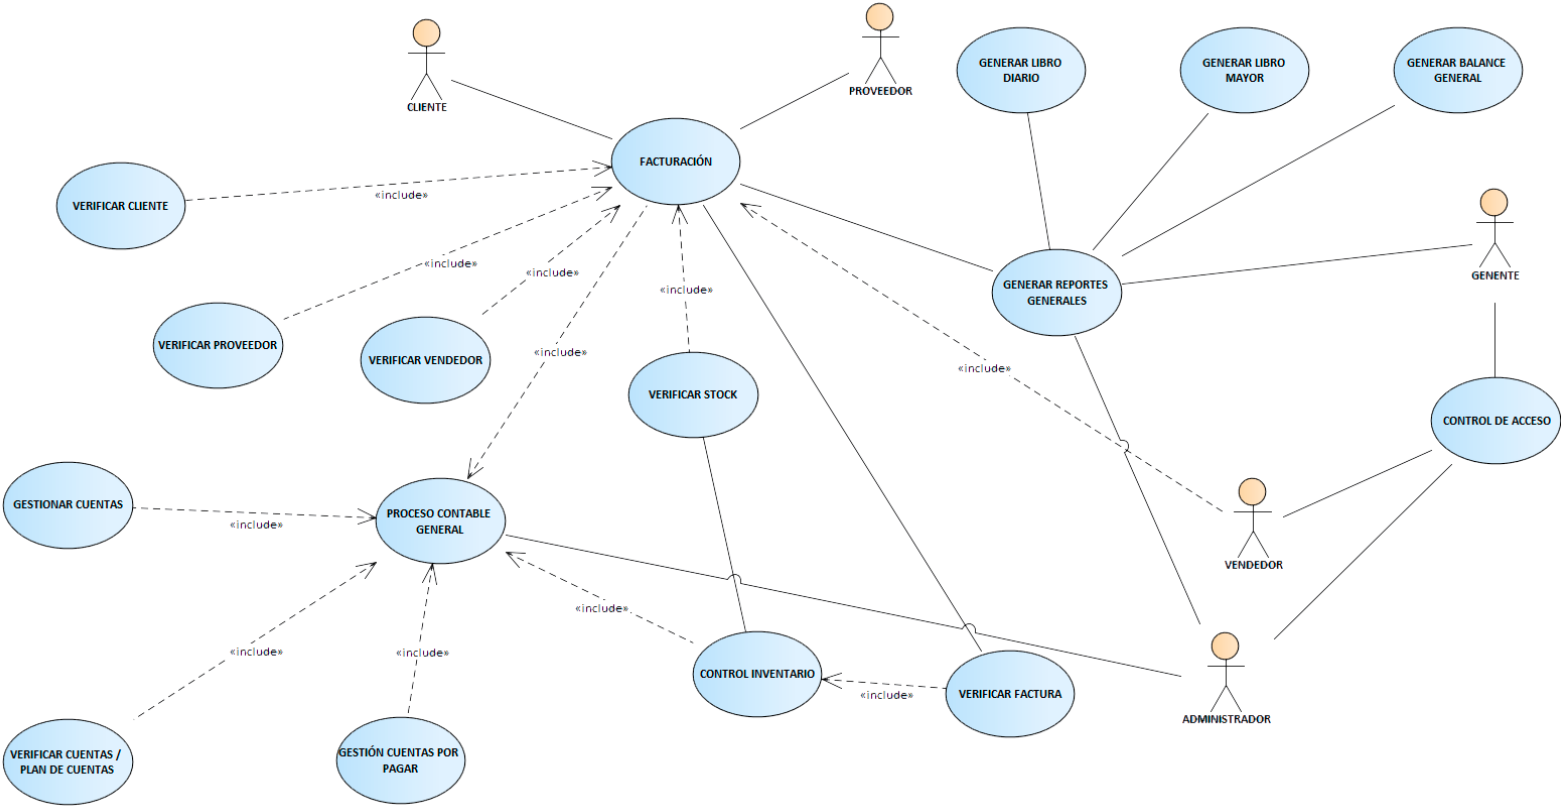 CLIENTE
PROVEEDOR
GENERAR LIBRO
DIARIO
GENERAR LIBRO
MAYOR
GENERAR BALANCE
GENERAL
FACTURACIÓN
VERIFICAR CLIENTE
«include»
«include»
«include»
«include»
«include»
«include»
GENERAR REPORTES
GENERALES
GENENTE
VERIFICAR PROVEEDOR
VERIFICAR VENDEDOR
VERIFICAR STOCK
CONTROL DE ACCESO
GESTIONAR CUENTAS
«include»
PROCESO CONTABLE
GENERAL
VENDEDOR
«include»
«include»
«include»
CONTROL INVENTARIO
«include»
VERIFICAR FACTURA
ADMINISTRADOR
VERIFICAR CUENTAS /
PLAN DE CUENTAS
GESTIÓN CUENTAS POR
PAGAR